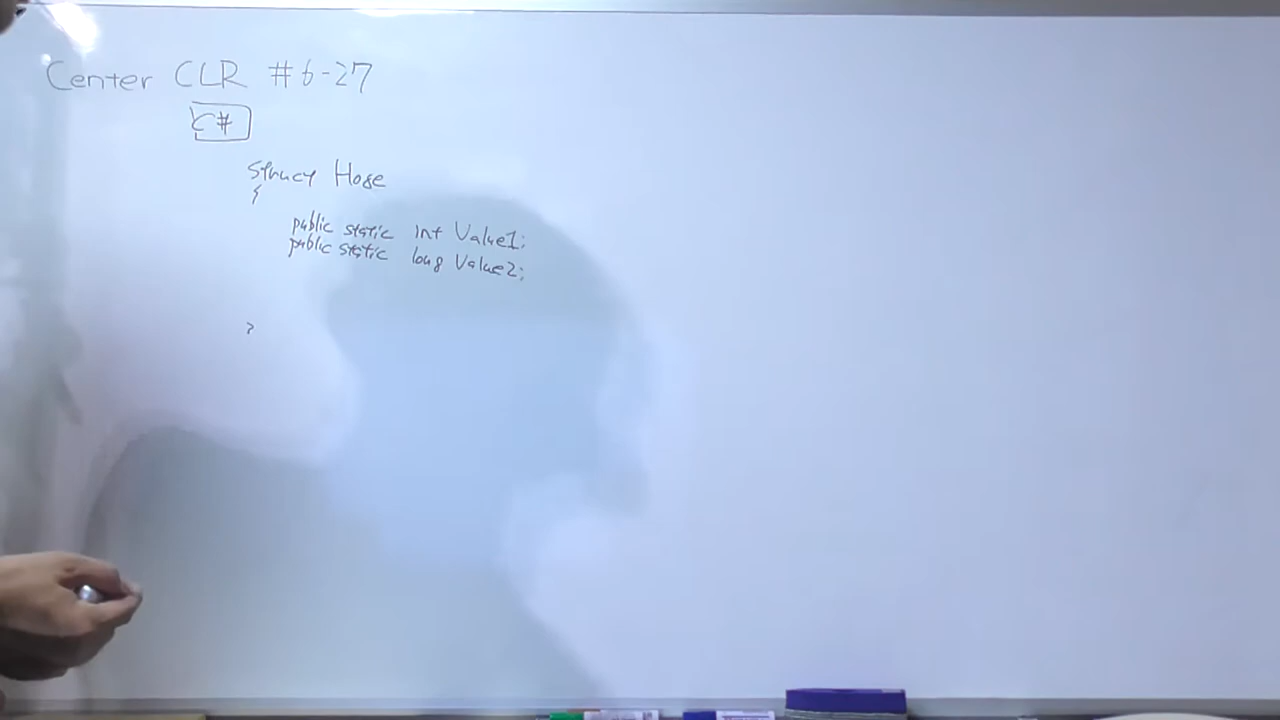 Center CLR #6-27
C#
struct Hoge
{
public static int Value1;
public static long Value2;
}